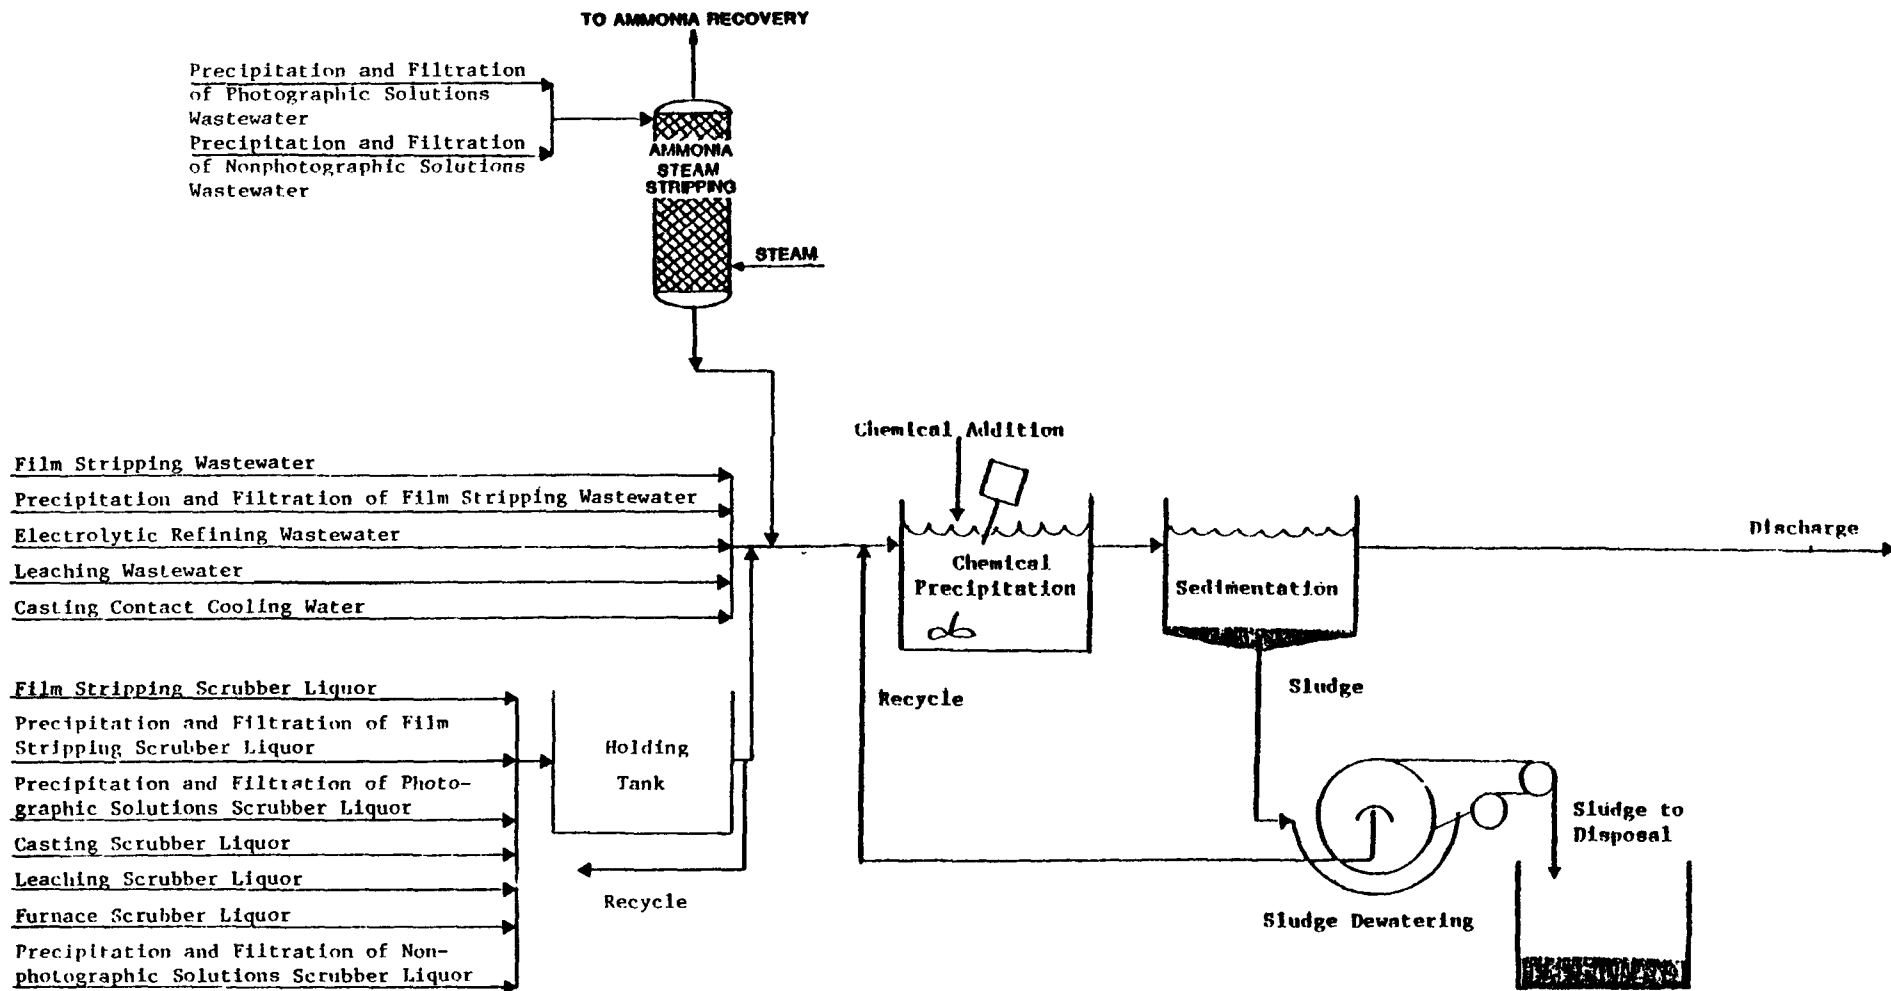 TO AMMONIA RECOVERY
Precipitation and Filtration
of Photographic Solutions
Wastewater
Precipitation and Filtration
of Nonphotographic Solutions
Wastewater
AMMONIA
STEAM
STRIPPING
STEAM
Chemical Addition
Film Stripping Wastewater
Precipitation and Filtration of Film Stripping Wastewater
Electrolytic Refining Wastewater
Leaching Wastewater
Casting Contact Cooling Water
Chemical
Precipitation
Sedimentation
Discharge
Film Stripping Scrubber Liquor
Precipitation and Filtration of Film
Stripping Scrubber Liquor
Precipitation and Filtration of Photo-
graphic Solutions Scrubber Liquor
Casting Scrubber Liquor
Leaching Scrubber Liquor
Furnace Scrubber Liquor
Precipitation and Filtration of Non-
photographic Solutions Scrubber Liquor
Holding
Tank
Recycle
Recycle
Sludge
Sludge to
Disposal
Sludge Dewatering